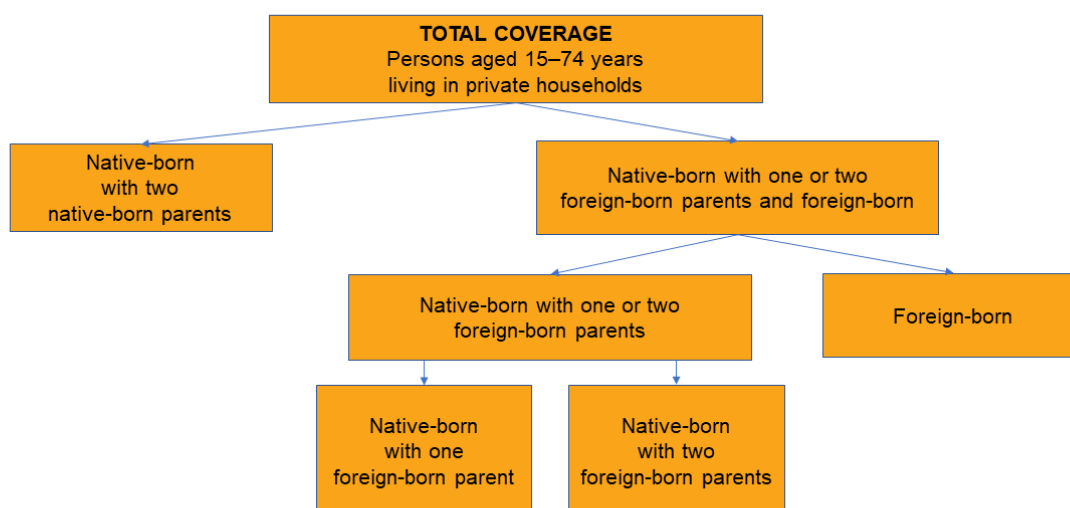 TOTAL COVERAGE
Persons aged 15–74 years
living in private households
Native-born
with two
native-born parents
Native-born with one or two
foreign-born parents and foreign-born
Native-born with one or two
foreign-born parents
Foreign-born
Native-born
with one
foreign-born parent
Native-born
with two
foreign-born parents